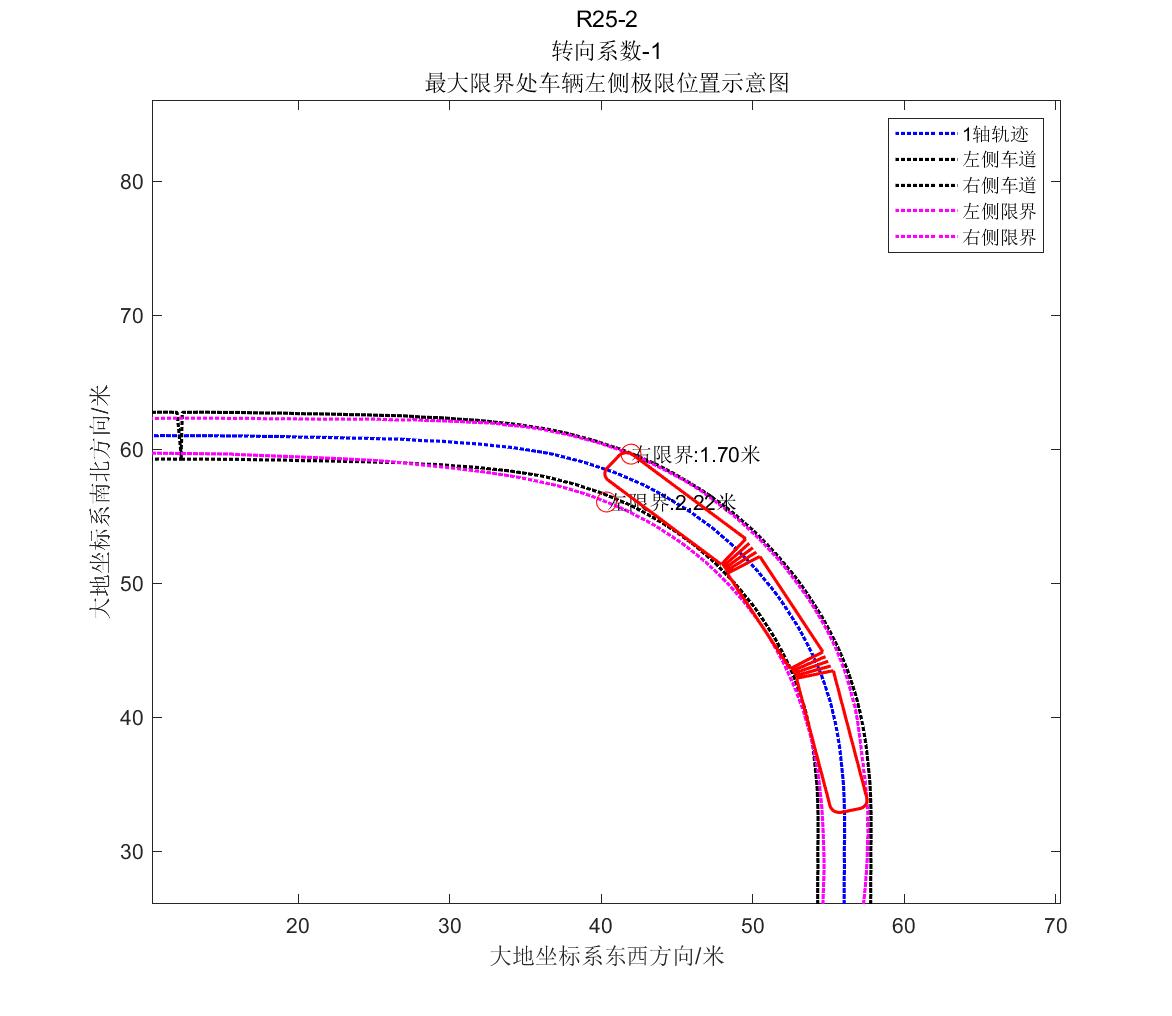 R25-2
转向系数-1
最大限界处车辆左侧极限位置示意图
1轴轨迹
左侧车道
右侧车道
左侧限界
右侧限界
80
70
60
50
40
30
大地坐标系南北方向/米
右限界:1.70米
左限界:2.22米
20
30
40
50
60
70
大地坐标系东西方向/米